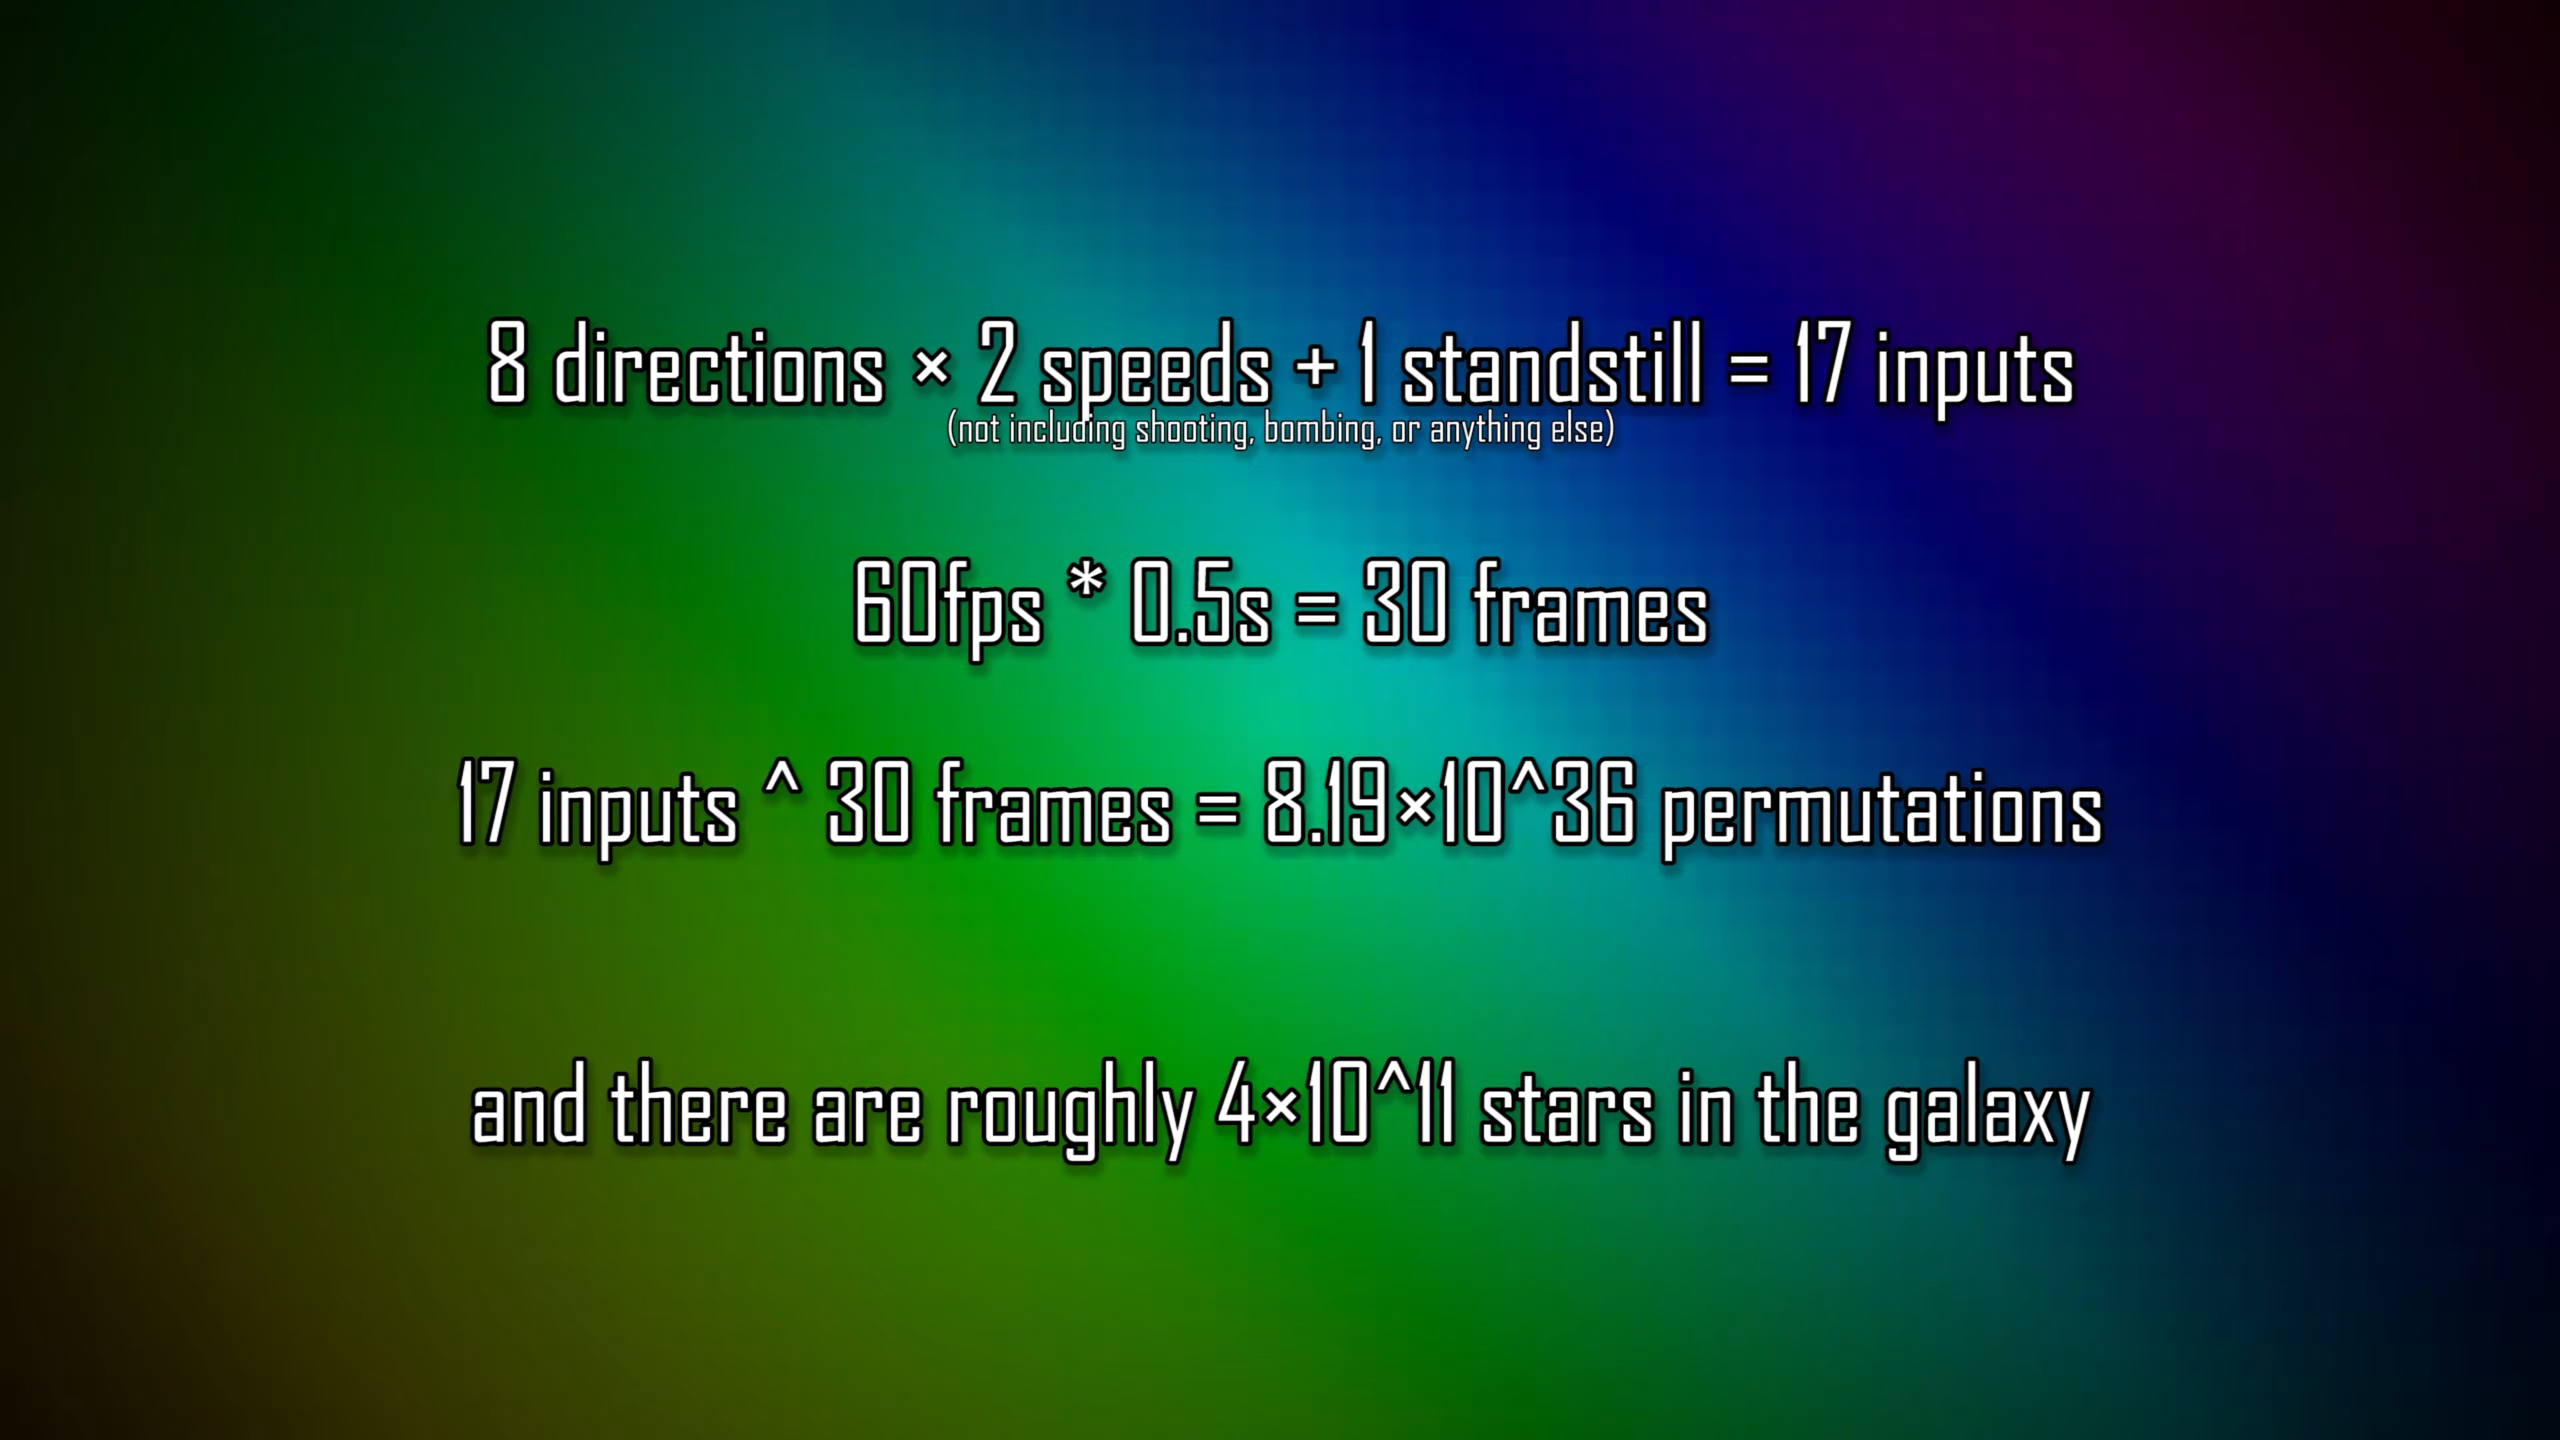 8 directions × 2 speeds + 1 standstill = 17 inputs
(not including shooting, bombing, or anything else)
60fps * 0.5s = 30 frames
17 inputs ^ 30 frames = 8.19×10^36 permutations
and there are roughly 4×10^11 stars in the galaxy